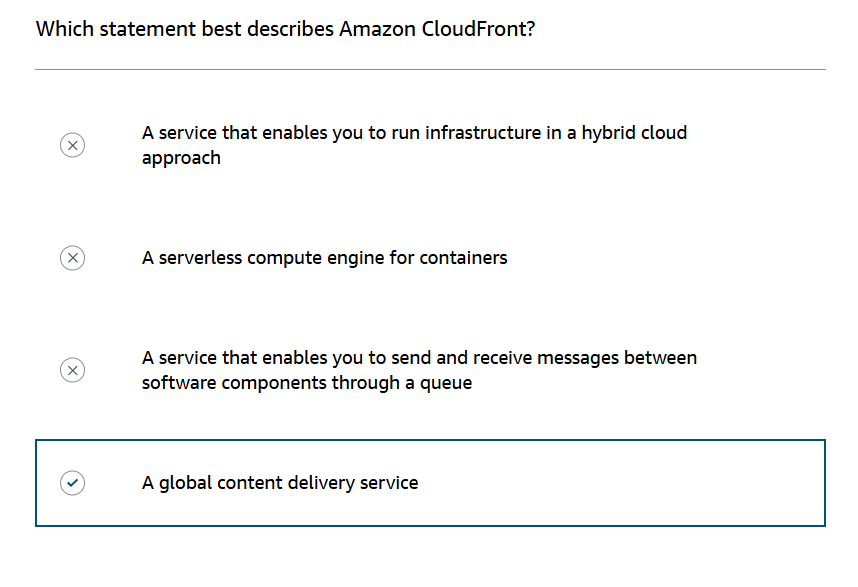 Which statement best describes Amazon CloudFront?
A service that enables you to run infrastructure in a hybrid cloud
approach
A serverless compute engine for containers
A service that enables you to send and receive messages between
software components through a queue
A global content delivery service